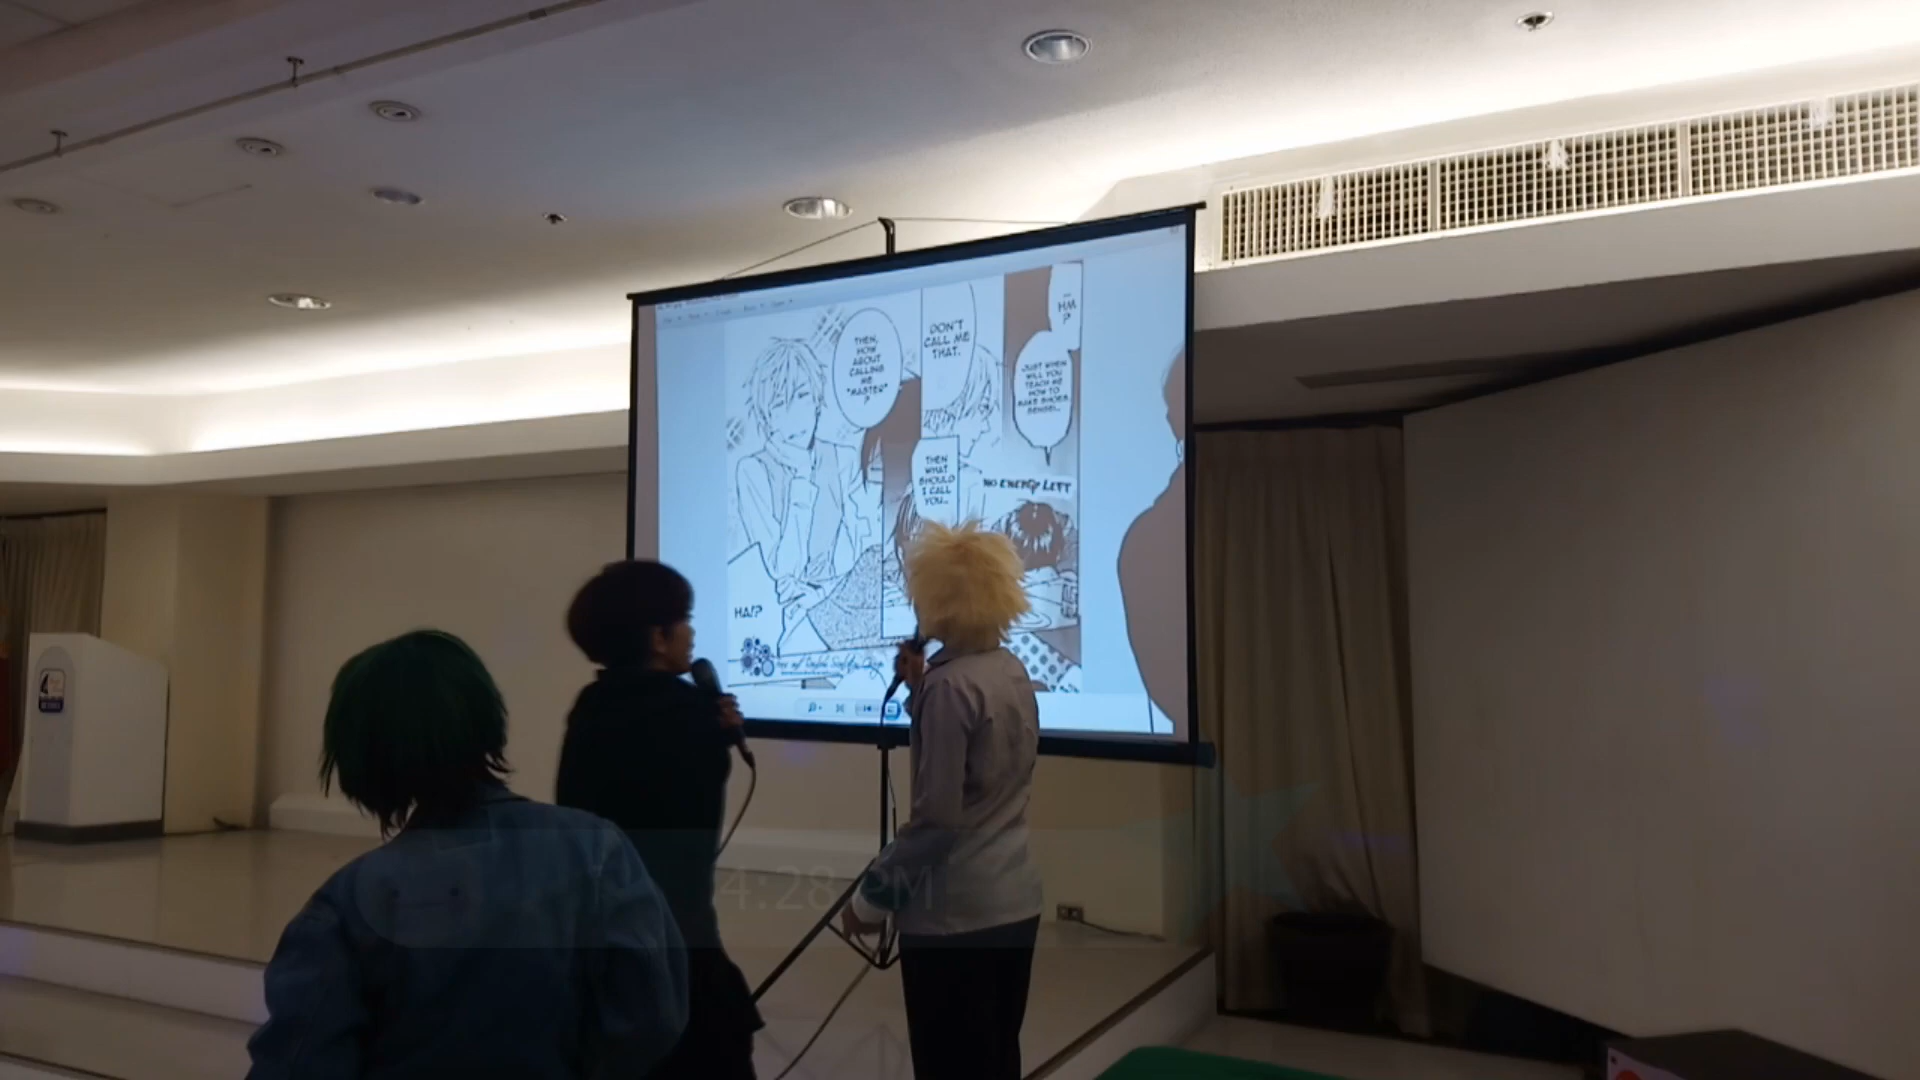 ...HM
?
JUST WHEN
WILL YOU
TEACH ME
HOW TO
MAKE SHOES,
SENSEI...
NO ENERGY LEFT
DON'T
CALL ME
THAT.
THEN
WHAT
SHOULD
I CALL
YOU...
THEN,
HOW
ABOUT
CALLING
ME
"MASTER"
?
HA!?
4:28 PM